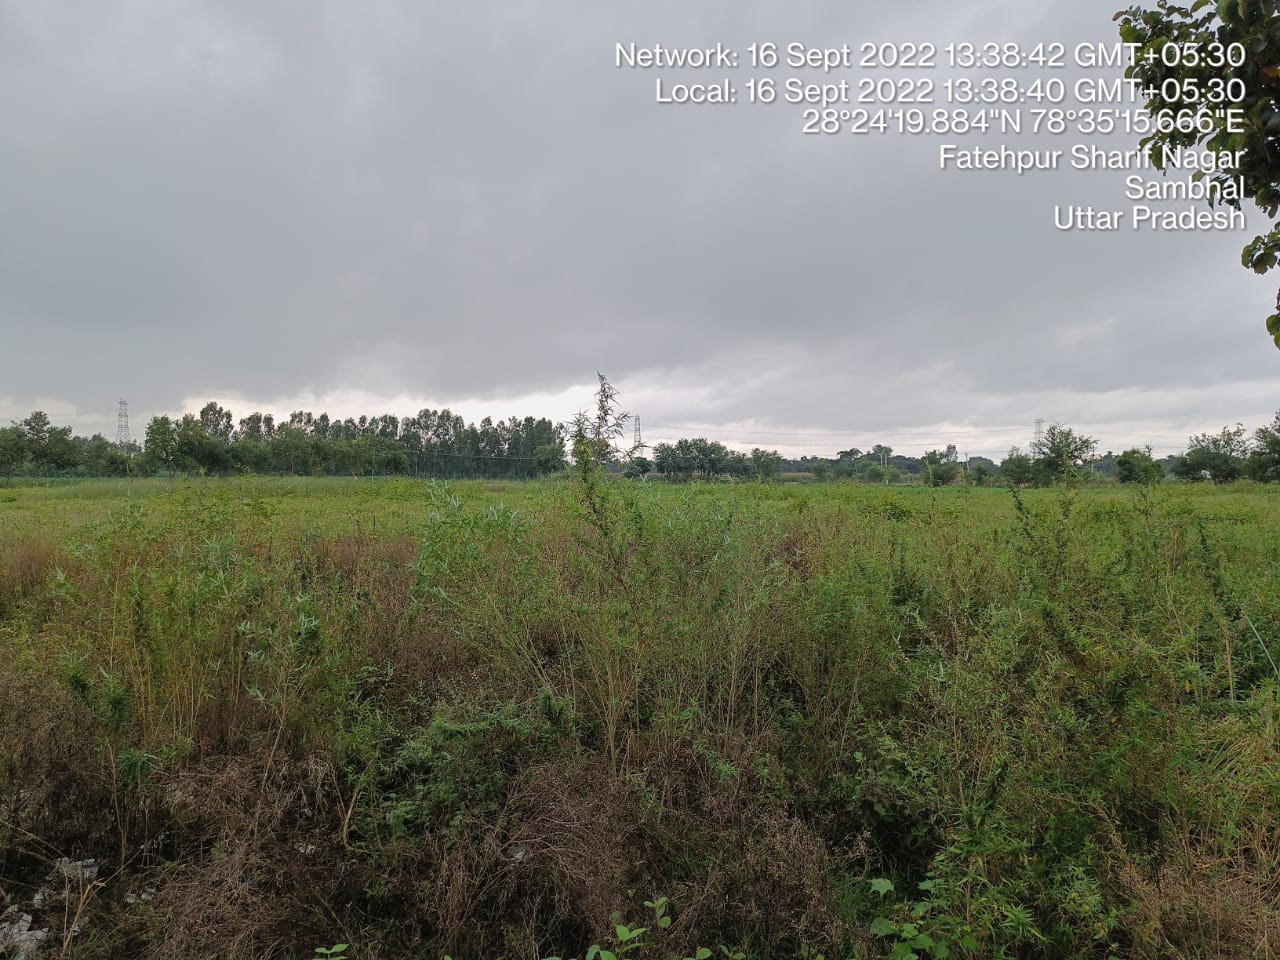 Network: 16 Sept 2022 13:38:42 GMT+05:30
Local: 16 Sept 2022 13:38:40 GMT+05:30
28°24'19.884"N 78°35'15.666"E
Fatehpur Sharif Nagar
Sambhal
Uttar Pradesh